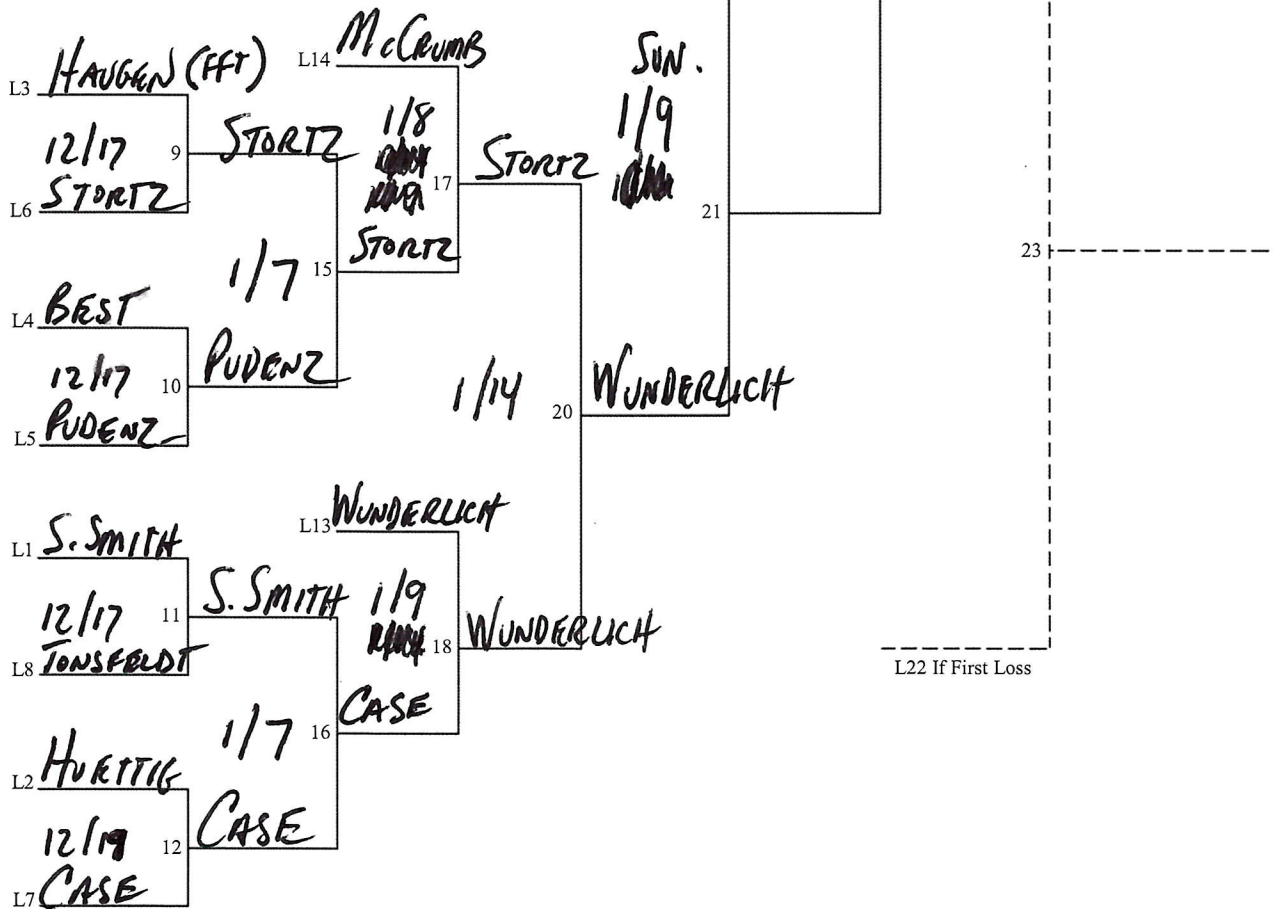 L3 HAUGEN (FFT)
12/17 9 STORTZ
L6 STORTZ
1/7 15
L4 BEST
12/17 10 PUDENZ
L5 PUDENZ
L14 McCRUMB
1/8
17 STORTZ
STORTZ
SUN.
1/9
21
23
1/14 20 WUNDERLICH
L1 S. SMITH
12/17 11 S. SMITH
L8 TONSFELDT
1/7 16 CASE
L2 HUETTIG
12/19 12 CASE
L7 CASE
L13 WUNDERLICH
1/9
18 WUNDERLICH
L22 If First Loss